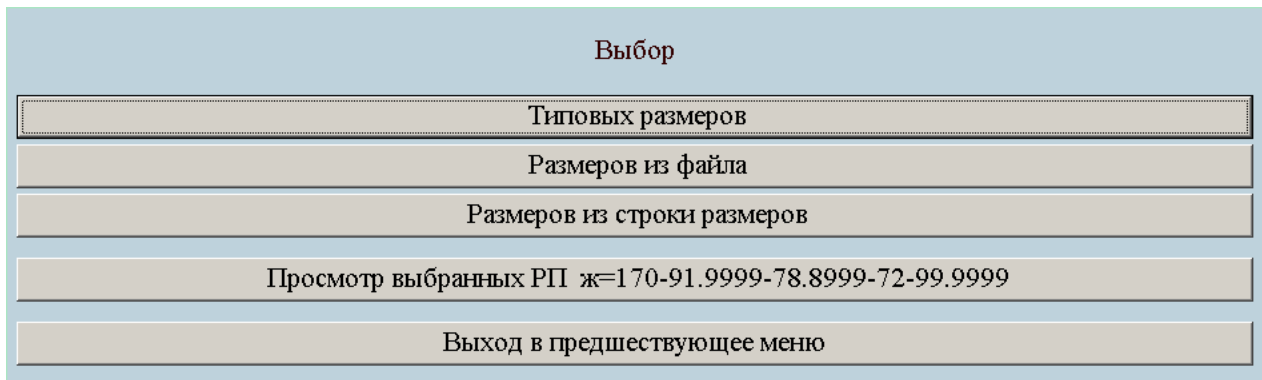 Выбор
Типовых размеров
Размеров из файла
Размеров из строки размеров
Просмотр выбранных РП ж=170-91.9999-78.8999-72-99.9999
Выход в предшествующее меню